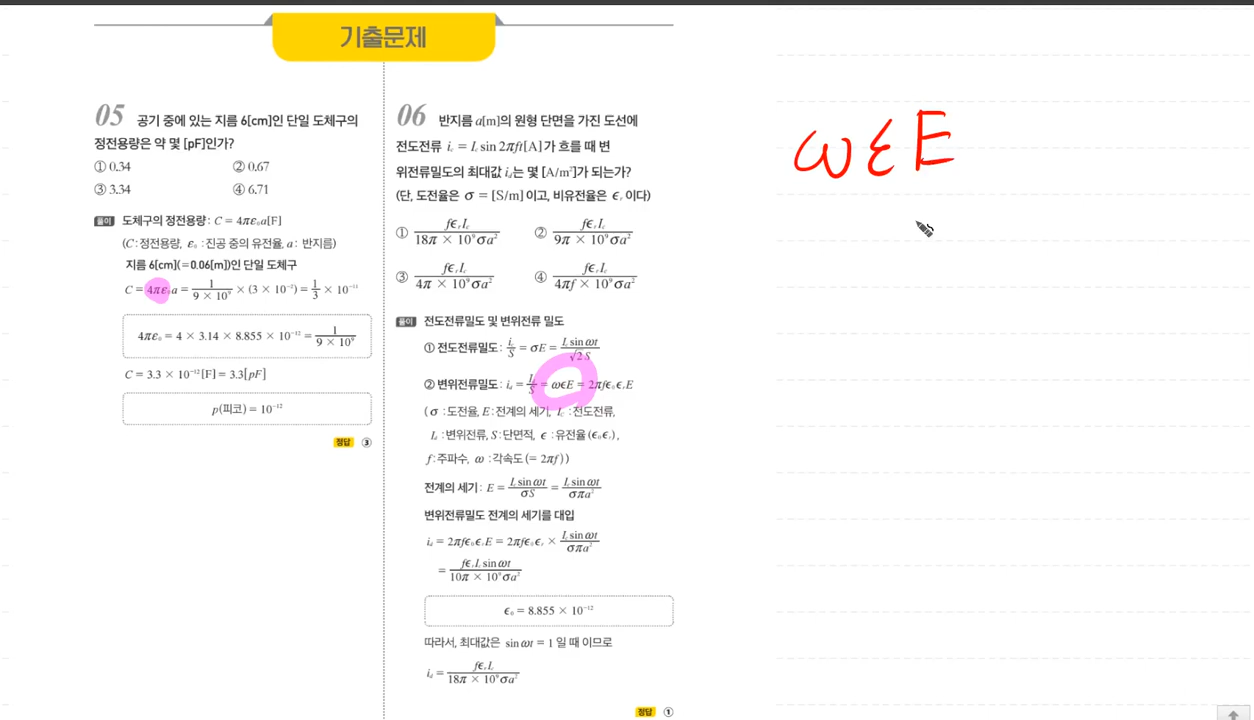 기출문제
05 공기 중에 있는 지름 6[cm]인 단일 도체구의
정전용량은 약 몇 [pF]인가?
① 0.34 ② 0.67
③ 3.34 ④ 6.71
풀이 도체구의 정전용량 : C = 4πε₀a[F]
(C : 정전용량, ε₀ : 진공 중의 유전율, a : 반지름)
지름 6[cm](=0.06[m])인 단일 도체구
C = 4πε₀a = 1/(9 × 10⁹) × (3 × 10⁻²) = 1/3 × 10⁻¹¹
4πε₀ = 4 × 3.14 × 8.855 × 10⁻¹² = 1/(9 × 10⁹)
C = 3.3 × 10⁻¹²[F] = 3.3[pF]
p(피코) = 10⁻¹²
정답 ③
06 반지름 a[m]의 원형 단면을 가진 도선에
전도전류 i꜀ = I꜀ sin 2πft[A]가 흐를 때 변
위전류밀도의 최대값 i_d는 몇 [A/m²]가 되는가?
(단, 도전율은 σ = [S/m]이고, 비유전율은 ϵᵣ이다)
① fϵᵣI꜀/(18π × 10⁹σa²) ② fϵᵣI꜀/(9π × 10⁹σa²)
③ fϵᵣI꜀/(4π × 10⁹σa²) ④ fϵᵣI꜀/(4πf × 10⁹σa²)
풀이 전도전류밀도 및 변위전류 밀도
① 전도전류밀도 : i꜀/S = σE = I꜀ sin ωt/(√2 S)
② 변위전류밀도 : i_d = I_d/S = ωϵE = 2πfϵ₀ϵᵣE
(σ : 도전율, E : 전계의 세기, I꜀ : 전도전류,
I_d : 변위전류, S : 단면적, ϵ : 유전율(ϵ₀ϵᵣ),
f : 주파수, ω : 각속도(= 2πf))
전계의 세기 : E = I꜀ sin ωt/(σS) = I꜀ sin ωt/(σπa²)
변위전류밀도 전계의 세기를 대입
i_d = 2πfϵ₀ϵᵣE = 2πfϵ₀ϵᵣ × I꜀ sin ωt/(σπa²)
= fϵᵣI꜀ sin ωt/(10π × 10⁹σa²)
ϵ₀ = 8.855 × 10⁻¹²
따라서, 최대값은 sin ωt = 1 일 때 이므로
i_d = fϵᵣI꜀/(18π × 10⁹σa²)
정답 ①
ωεE